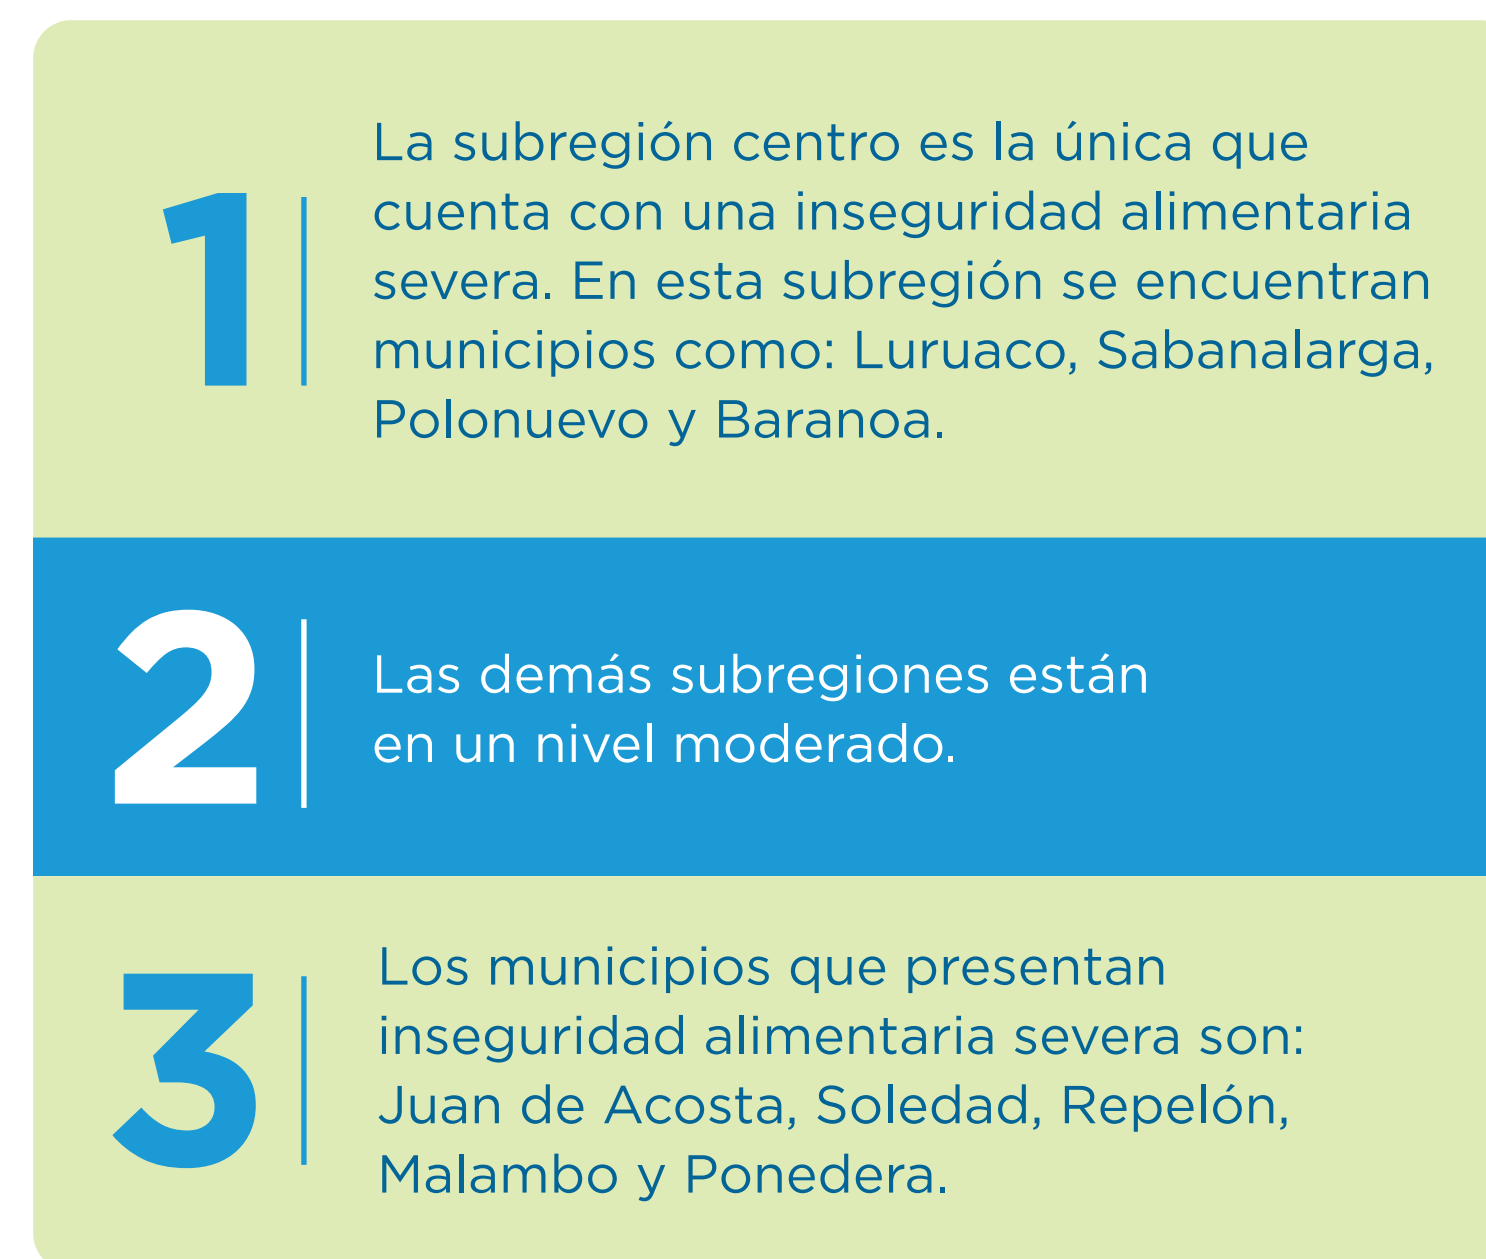 1
La subregión centro es la única que
cuenta con una inseguridad alimentaria
severa. En esta subregión se encuentran
municipios como: Luruaco, Sabanalarga,
Polonuevo y Baranoa.
2
Las demás subregiones están
en un nivel moderado.
3
Los municipios que presentan
inseguridad alimentaria severa son:
Juan de Acosta, Soledad, Repelón,
Malambo y Ponedera.